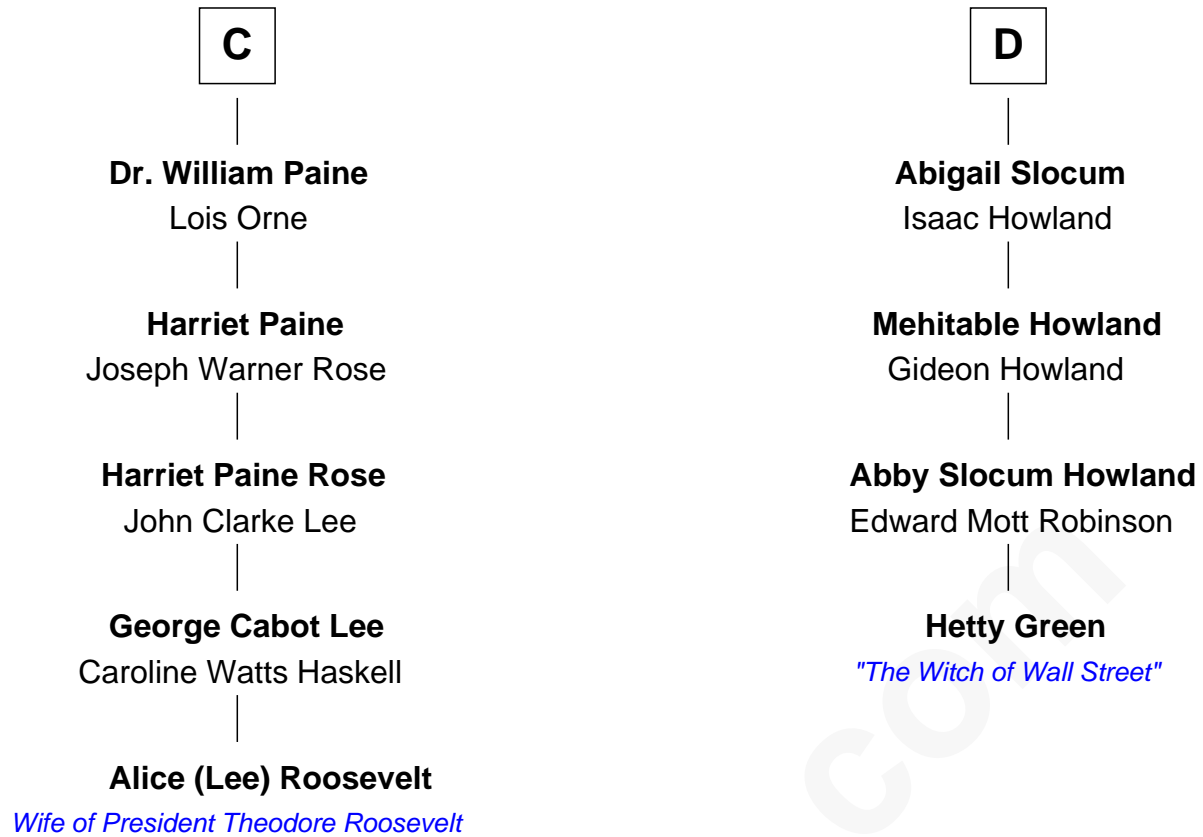 C
Dr. William Paine
Lois Orne
Harriet Paine
Joseph Warner Rose
Harriet Paine Rose
John Clarke Lee
George Cabot Lee
Caroline Watts Haskell
Alice (Lee) Roosevelt
Wife of President Theodore Roosevelt
D
Abigail Slocum
Isaac Howland
Mehitable Howland
Gideon Howland
Abby Slocum Howland
Edward Mott Robinson
Hetty Green
"The Witch of Wall Street"
com